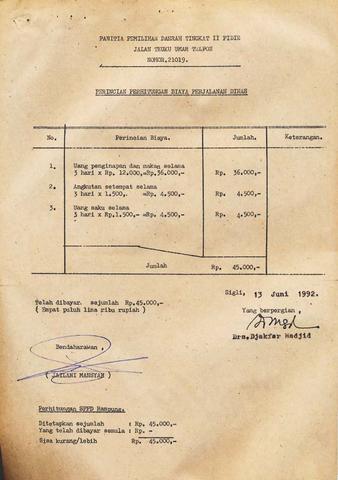 PANITIA PEMILIHAN DAERAH TINGKAT II PIDIE
JALAN TEUKU UMAR TELPON
NOMOR.21019.
PERINCIAN PERHITUNGAN BIAYA PERJALANAN DINAS
No. Perincian Biaya. Jumlah. Keterangan.
1. Uang penginapan dan makan selama
3 hari x Rp. 12.000,-=Rp.36.000,- Rp. 36.000,-
2. Angkutan setempat selama
3 hari x 1.500,- =Rp. 4.500,- Rp. 4.500,-
3. Uang saku selama
3 hari x Rp.1.500,- =Rp. 4.500,- Rp. 4.500,-
Jumlah Rp. 45.000,-
Sigli, 13 Juni 1992.
Telah dibayar sejumlah Rp.45.000,-
( Empat puluh lima ribu rupiah )
Yang berpergian,
Drs.Djakfar Madjid
Bendaharawan,
( JAILANI MANSYAH )
Perhitungan SPPD Rampung.
Ditetapkan sejumlah : Rp. 45.000,-
Yang telah dibayar semula : Rp. -
Sisa kurang/lebih Rp. 45.000,-